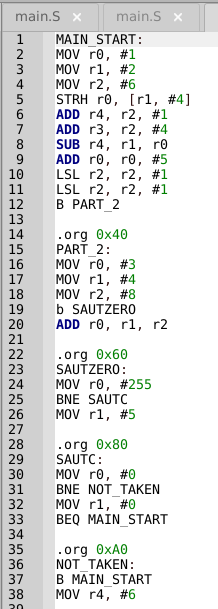 main.S × main.S ×
1 MAIN_START:
2 MOV r0, #1
3 MOV r1, #2
4 MOV r2, #6
5 STRH r0, [r1, #4]
6 ADD r4, r2, #1
7 ADD r3, r2, #4
8 SUB r4, r1, r0
9 ADD r0, r0, #5
10 LSL r2, r2, #1
11 LSL r2, r2, #1
12 B PART_2
13
14 .org 0x40
15 PART_2:
16 MOV r0, #3
17 MOV r1, #4
18 MOV r2, #8
19 b SAUTZERO
20 ADD r0, r1, r2
21
22 .org 0x60
23 SAUTZERO:
24 MOV r0, #255
25 BNE SAUTC
26 MOV r1, #5
27
28 .org 0x80
29 SAUTC:
30 MOV r0, #0
31 BNE NOT_TAKEN
32 MOV r1, #0
33 BEQ MAIN_START
34
35 .org 0xA0
36 NOT_TAKEN:
37 B MAIN_START
38 MOV r4, #6